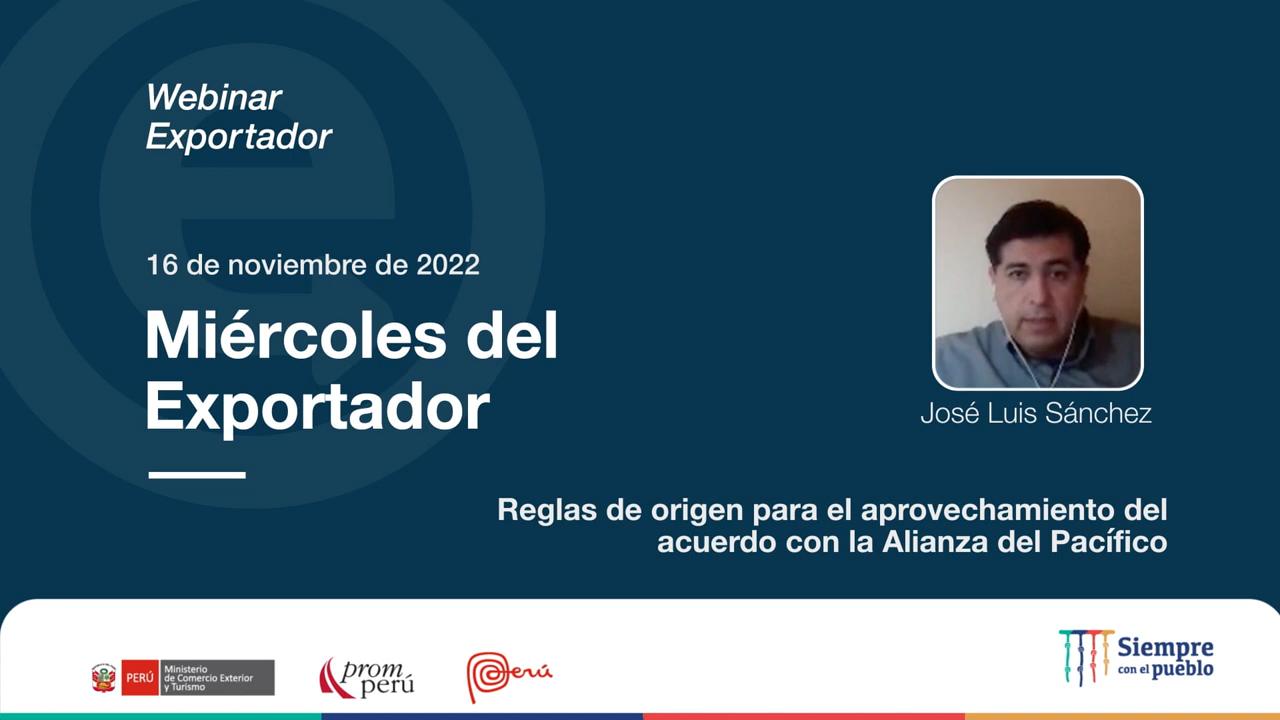 Webinar
Exportador
16 de noviembre de 2022
Miércoles del
Exportador
José Luis Sánchez
Reglas de origen para el aprovechamiento del
acuerdo con la Alianza del Pacífico
PERÚ
Ministerio
de Comercio Exterior
y Turismo
prom
perú
Perú
Siempre
con el pueblo